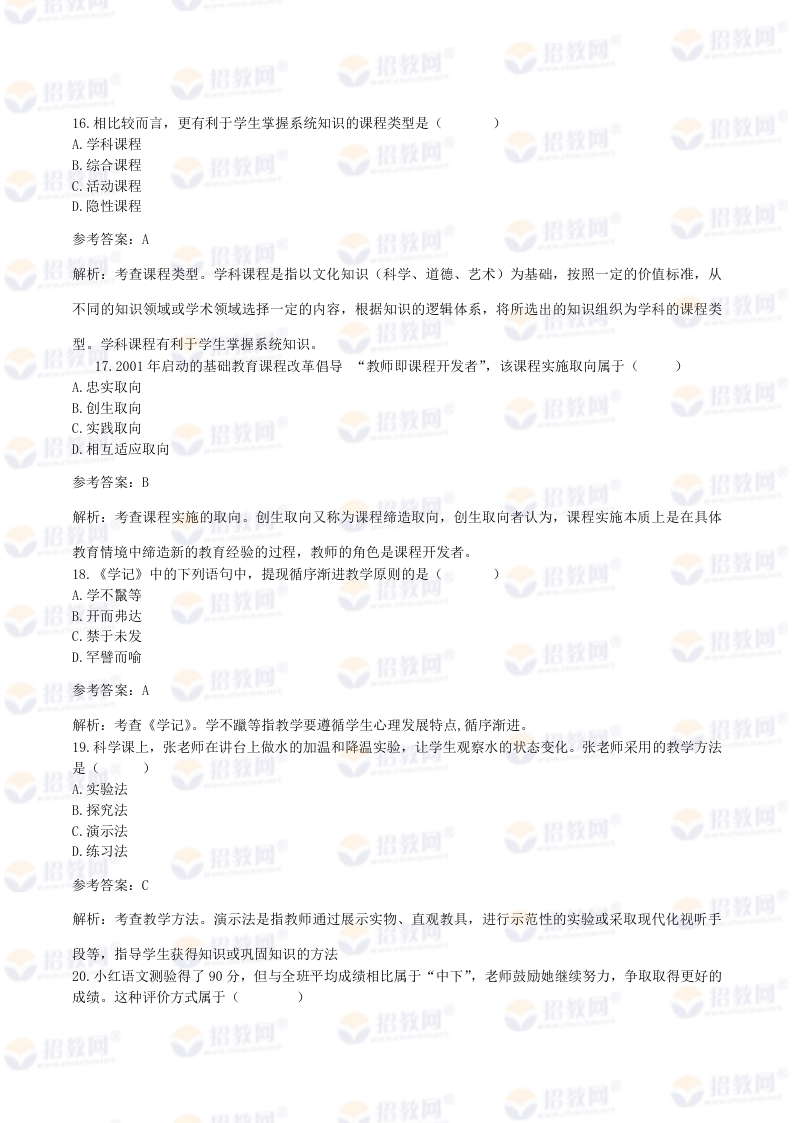 16.相比较而言，更有利于学生掌握系统知识的课程类型是（　　　）
A.学科课程
B.综合课程
C.活动课程
D.隐性课程
参考答案：A
解析：考查课程类型。学科课程是指以文化知识（科学、道德、艺术）为基础，按照一定的价值标准，从
不同的知识领域或学术领域选择一定的内容，根据知识的逻辑体系，将所选出的知识组织为学科的课程类
型。学科课程有利于学生掌握系统知识。
17.2001 年启动的基础教育课程改革倡导 “教师即课程开发者”，该课程实施取向属于（　　）
A.忠实取向
B.创生取向
C.实践取向
D.相互适应取向
参考答案：B
解析：考查课程实施的取向。创生取向又称为课程缔造取向，创生取向者认为，课程实施本质上是在具体
教育情境中缔造新的教育经验的过程，教师的角色是课程开发者。
18.《学记》中的下列语句中，提现循序渐进教学原则的是（　　　）
A.学不躐等
B.开而弗达
C.禁于未发
D.罕譬而喻
参考答案：A
解析：考查《学记》。学不躐等指教学要遵循学生心理发展特点,循序渐进。
19.科学课上，张老师在讲台上做水的加温和降温实验，让学生观察水的状态变化。张老师采用的教学方法
是（　　　）
A.实验法
B.探究法
C.演示法
D.练习法
参考答案：C
解析：考查教学方法。演示法是指教师通过展示实物、直观教具，进行示范性的实验或采取现代化视听手
段等，指导学生获得知识或巩固知识的方法
20.小红语文测验得了 90 分，但与全班平均成绩相比属于“中下”，老师鼓励她继续努力，争取取得更好的
成绩。这种评价方式属于（　　　　）